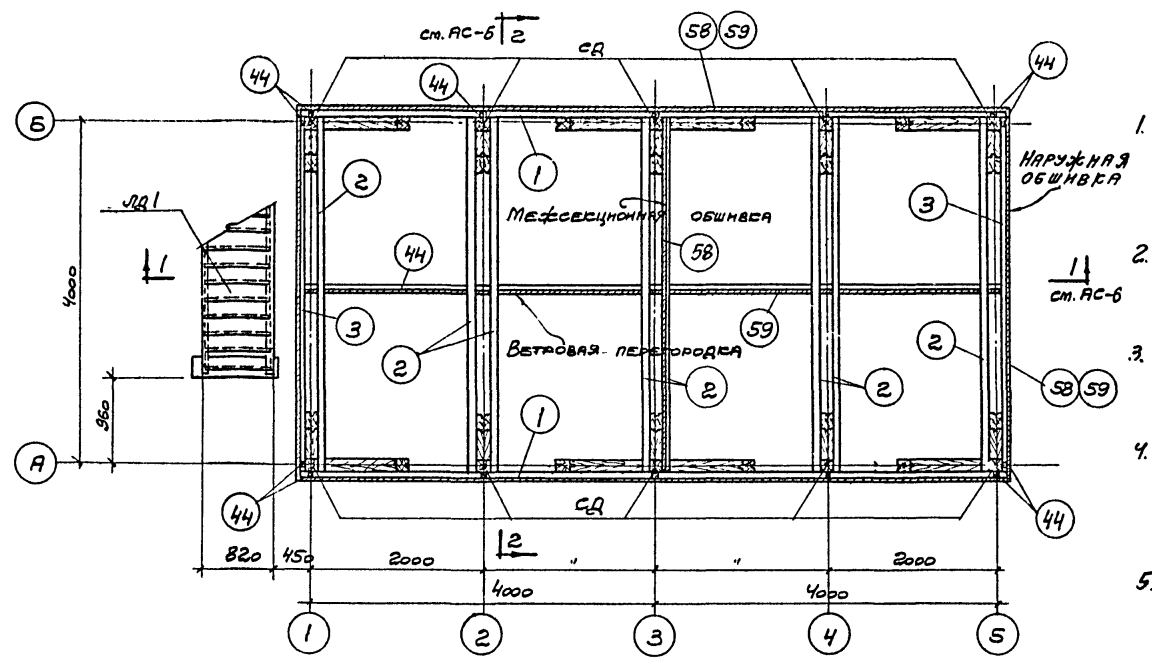 см. АС-6 2
СД
58 59
44
44
44
Б
1.
1
НАРУЖНАЯ
ОБШИВКА
2
3
лд1
МЕЖСЕКЦИОННАЯ ОБШИВКА
1
44
58
2.
1
см. АС-6
4000
3
59
ВЕТРОВАЯ ПЕРЕГОРОДКА
2
2
2
2
3.
58 59
960
1
А
4.
44
СД
44
2
820 450 2000 " " 2000
4000 4000
5.
1 2 3 4 5